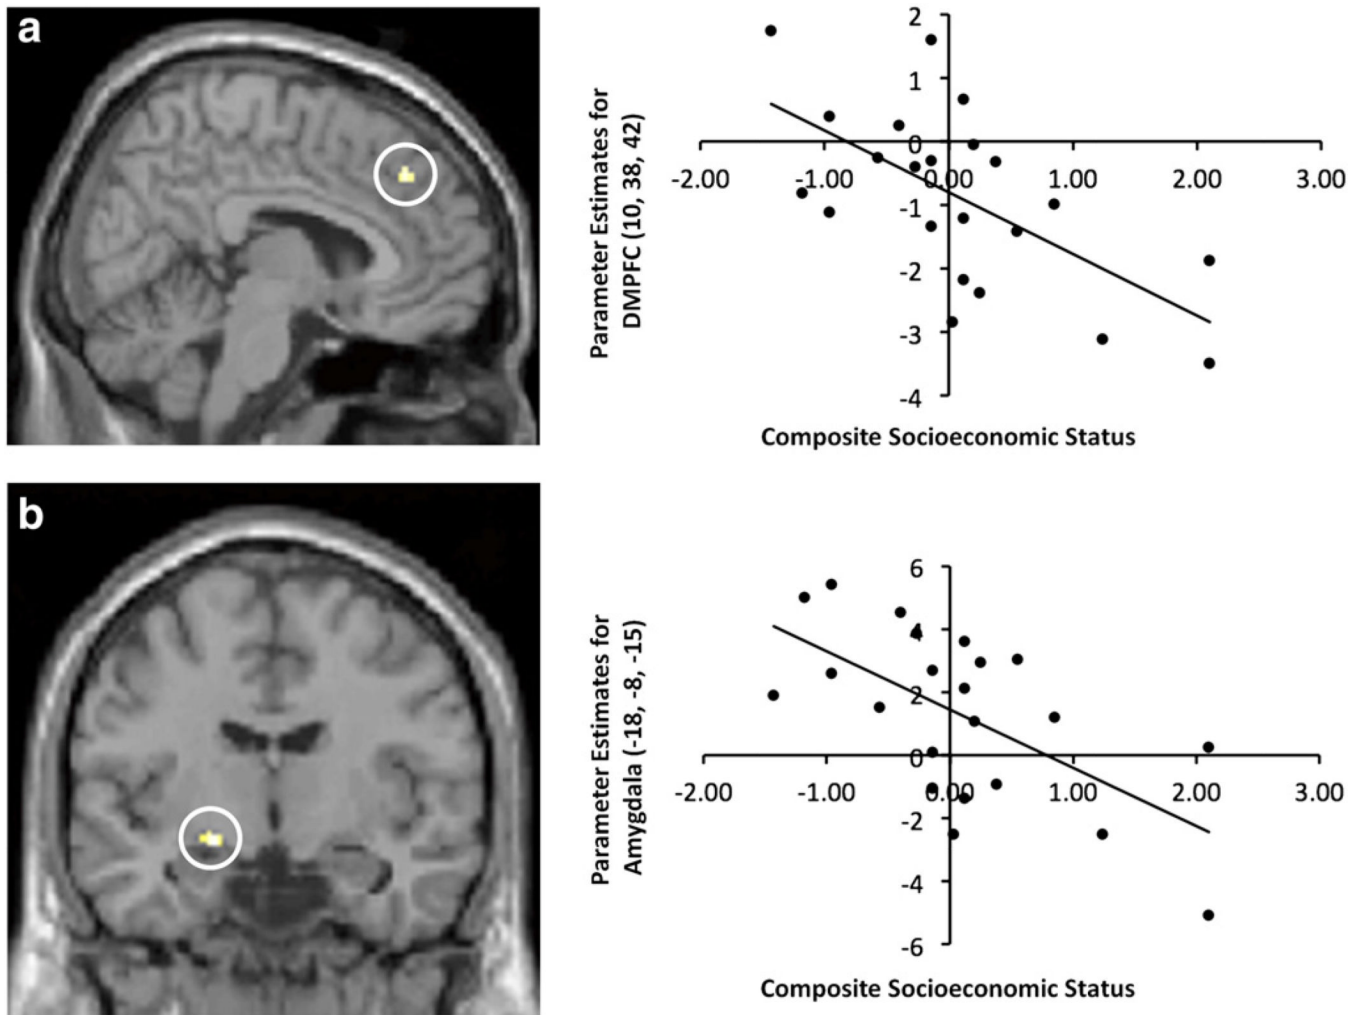 a
2
1
0
-2.00 -1.00 0.00 1.00 2.00 3.00
-1
-2
-3
-4
Parameter Estimates for
DMPFC (10, 38, 42)
Composite Socioeconomic Status
b
6
4
2
0
-2.00 -1.00 0.00 1.00 2.00 3.00
-2
-4
-6
Parameter Estimates for
Amygdala (-18, -8, -15)
Composite Socioeconomic Status